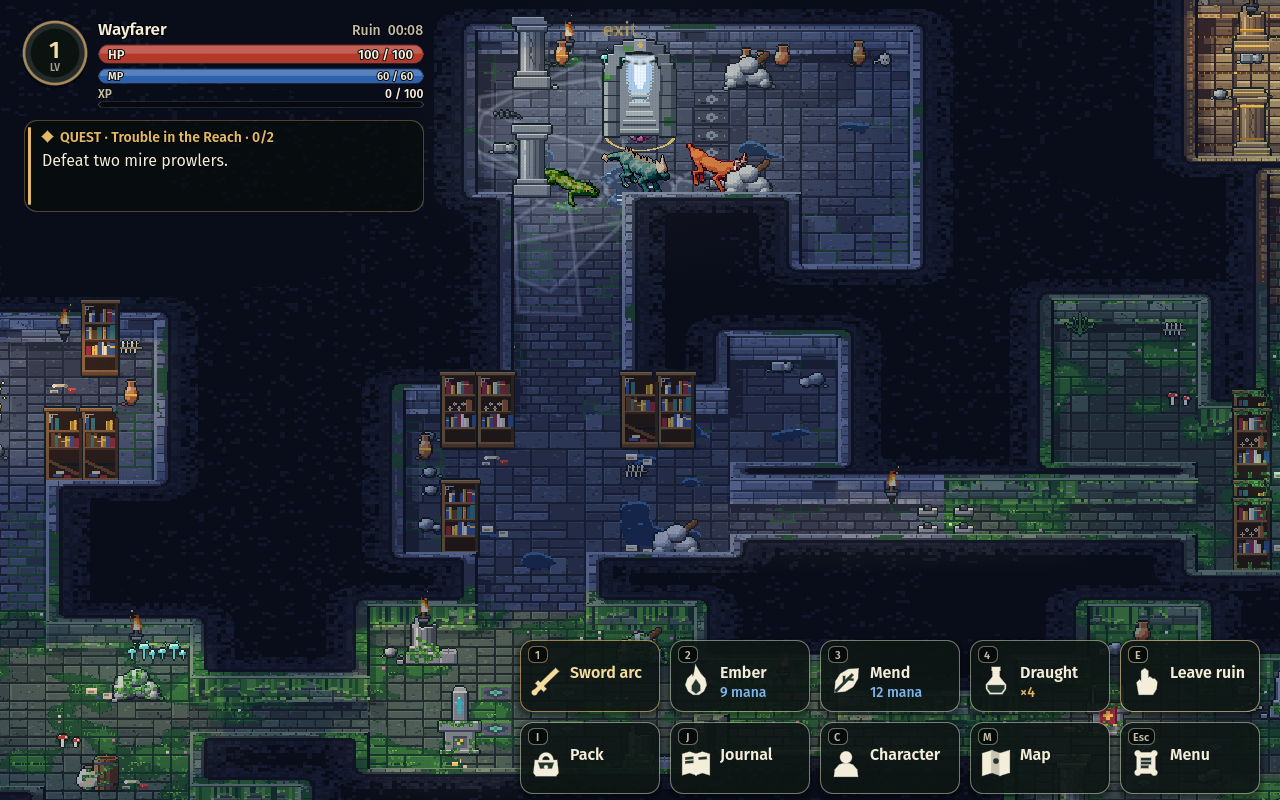 Wayfarer
Ruin 00:08
1
LV
HP
100 / 100
MP
60 / 60
XP
0 / 100
◆ QUEST · Trouble in the Reach · 0/2
Defeat two mire prowlers.
exit
1 Sword arc
2 Ember
9 mana
3 Mend
12 mana
4 Draught
×4
E Leave ruin
I Pack
J Journal
C Character
M Map
Esc Menu